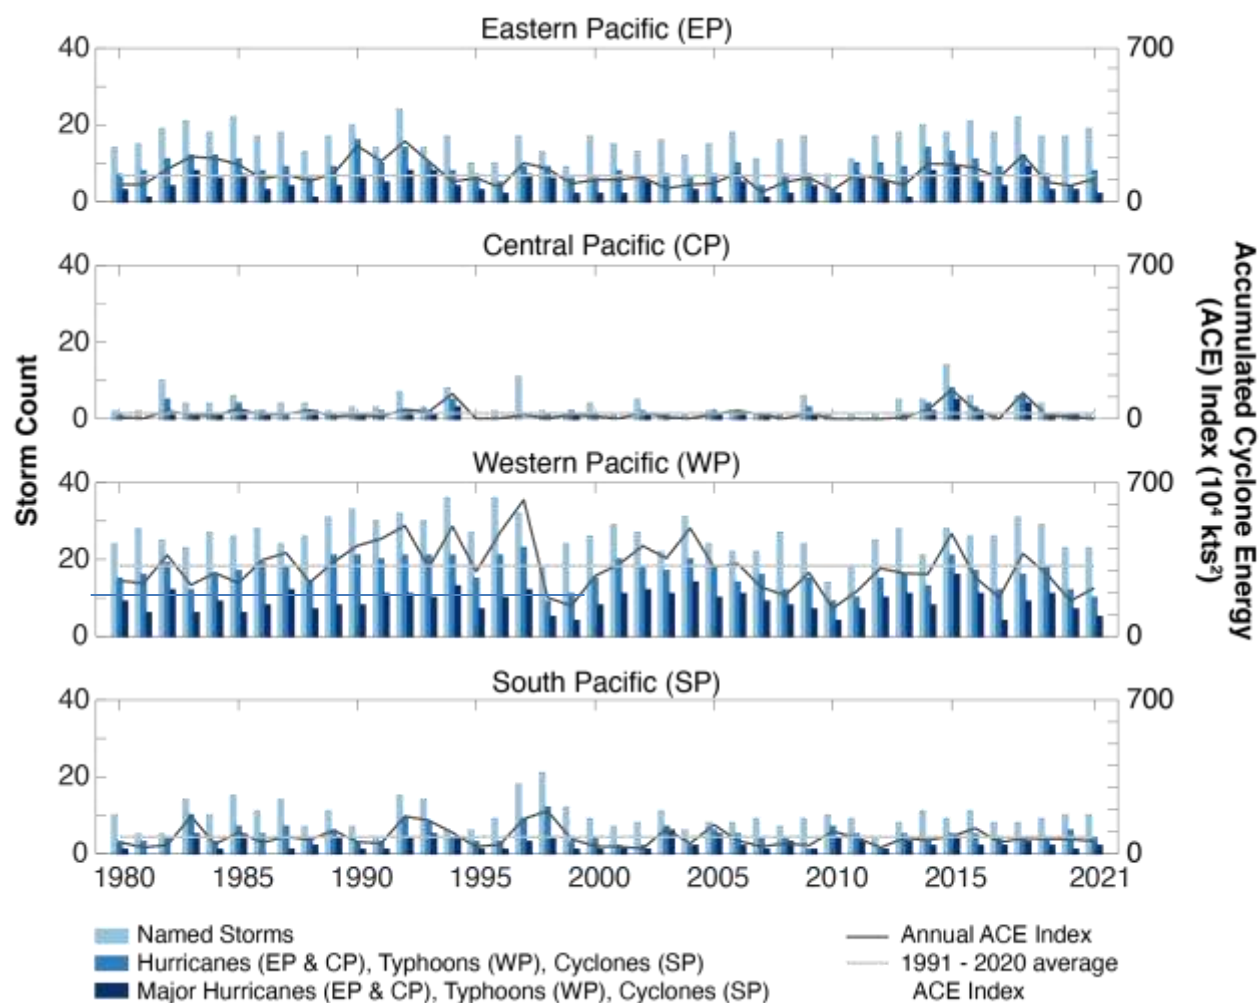 Eastern Pacific (EP)
40
20
0
700
0
Central Pacific (CP)
40
20
0
700
0
Western Pacific (WP)
40
20
0
700
0
South Pacific (SP)
40
20
0
700
0
Storm Count
Accumulated Cyclone Energy
(ACE) Index (10⁴ kts²)
1980 1985 1990 1995 2000 2005 2010 2015 2021
Named Storms
Hurricanes (EP & CP), Typhoons (WP), Cyclones (SP)
Major Hurricanes (EP & CP), Typhoons (WP), Cyclones (SP)
Annual ACE Index
1991 - 2020 average
ACE Index